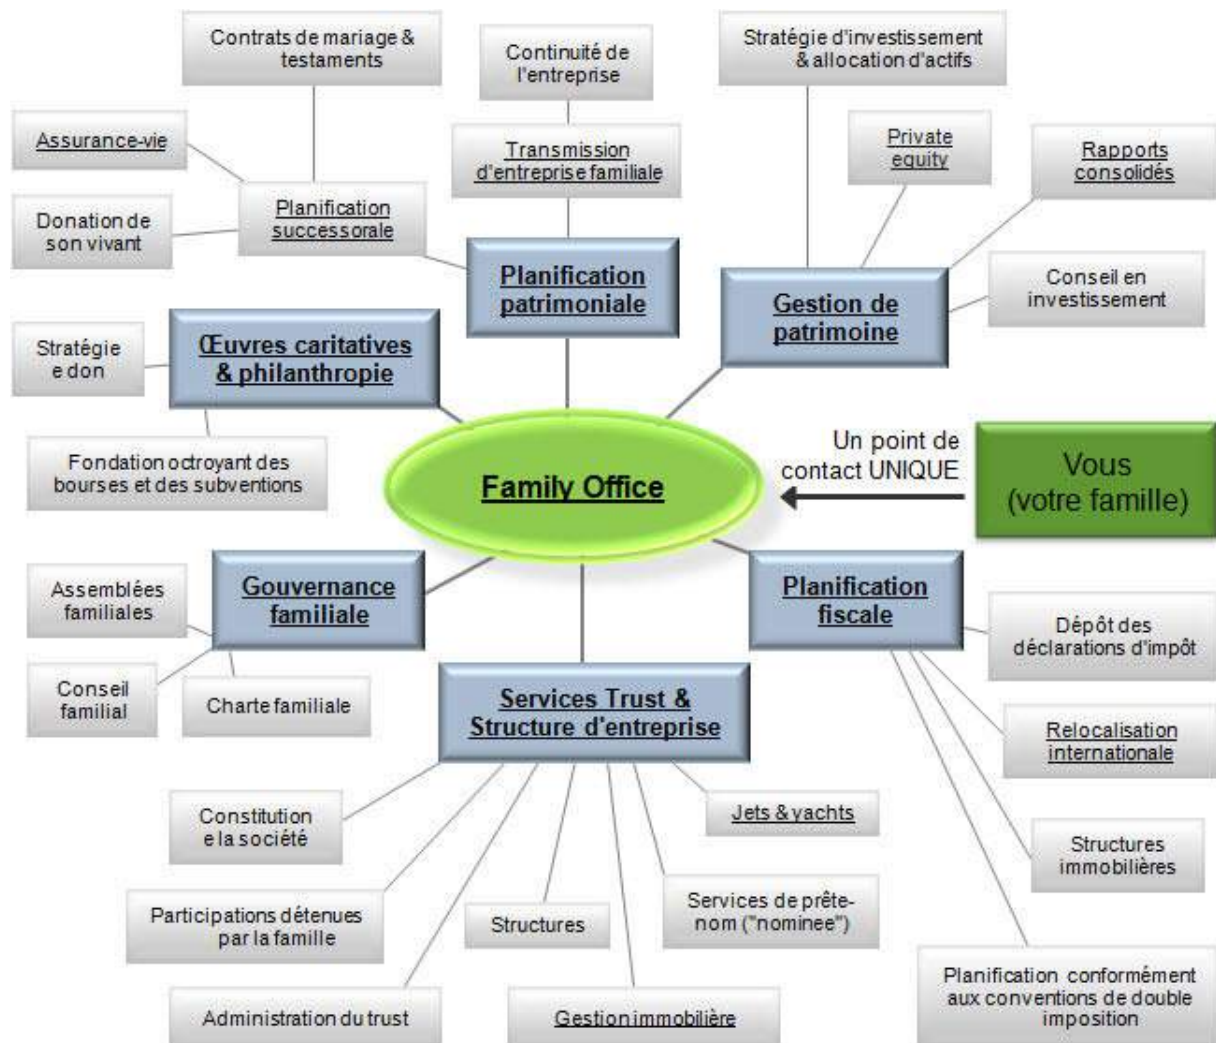 Contrats de mariage &
testaments
Continuité de
l'entreprise
Stratégie d'investissement
& allocation d'actifs
Assurance-vie
Transmission
d'entreprise familiale
Private
equity
Rapports
consolidés
Donation de
son vivant
Planification
successorale
Planification
patrimoniale
Gestion de
patrimoine
Conseil en
investissement
Stratégie
e don
Œuvres caritatives
& philanthropie
Fondation octroyant des
bourses et des subventions
Family Office
Un point de
contact UNIQUE
Vous
(votre famille)
Assemblées
familiales
Gouvernance
familiale
Planification
fiscale
Dépôt des
déclarations d'impôt
Conseil
familial
Charte familiale
Services Trust &
Structure d'entreprise
Relocalisation
internationale
Constitution
e la société
Jets & yachts
Structures
immobilières
Participations détenues
par la famille
Structures
Services de prête-
nom ("nominee")
Administration du trust
Gestion immobilière
Planification conformément
aux conventions de double
imposition